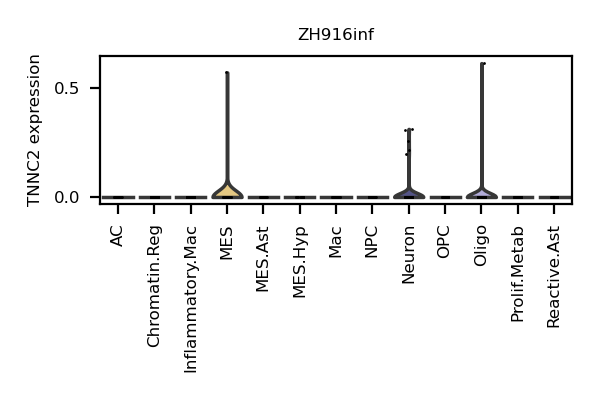 ZH916inf
TNNC2 expression
0.5
0.0
AC
Chromatin.Reg
Inflammatory.Mac
MES
MES.Ast
MES.Hyp
Mac
NPC
Neuron
OPC
Oligo
Prolif.Metab
Reactive.Ast